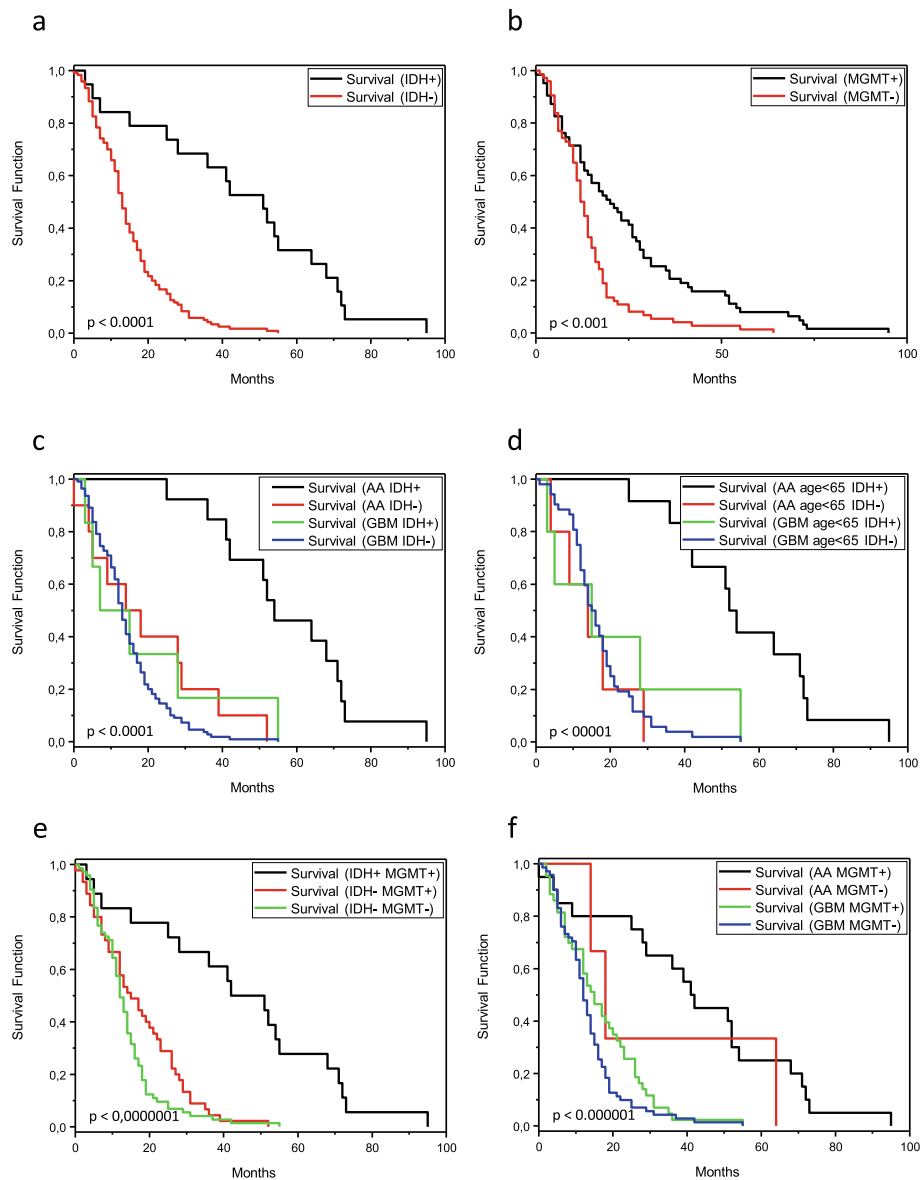 a
1,0
0,8
0,6
0,4
0,2
0,0
Survival Function
Survival (IDH+)
Survival (IDH-)
p < 0.0001
0 20 40 60 80 100
Months
b
1,0
0,8
0,6
0,4
0,2
0,0
Survival Function
Survival (MGMT+)
Survival (MGMT-)
p < 0.001
0 50 100
Months
c
1,0
0,8
0,6
0,4
0,2
0,0
Survival Function
Survival (AA IDH+
Survival (AA IDH-)
Survival (GBM IDH+)
Survival (GBM IDH-)
p < 0.0001
0 20 40 60 80 100
Months
d
1,0
0,8
0,6
0,4
0,2
0,0
Survival Function
Survival (AA age<65 IDH+)
Survival (AA age<65 IDH-)
Survival (GBM age<65 IDH+)
Survival (GBM age<65 IDH-)
p < 00001
0 20 40 60 80 100
Months
e
1,0
0,8
0,6
0,4
0,2
0,0
Survival Function
Survival (IDH+ MGMT+)
Survival (IDH- MGMT+)
Survival (IDH- MGMT-)
p < 0,0000001
0 20 40 60 80 100
Months
f
1,0
0,8
0,6
0,4
0,2
0,0
Survival Function
Survival (AA MGMT+)
Survival (AA MGMT-)
Survival (GBM MGMT+)
Survival (GBM MGMT-)
p < 0.000001
0 20 40 60 80 100
Months